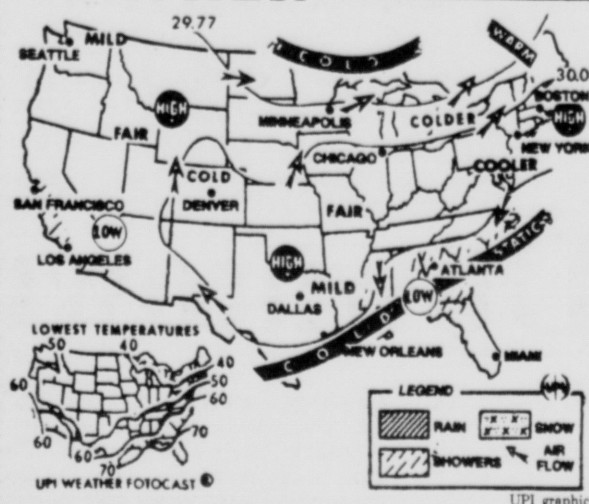 29.77
MILD
SEATTLE
COLD
WARM
30.0
BOSTON
HIGH
HIGH
MINNEAPOLIS
COLDER
NEW YORK
FAIR
CHICAGO
COOLER
COLD
DENVER
SAN FRANCISCO
FAIR
LOW
LOS ANGELES
STATIC
HIGH
ATLANTA
MILD
DALLAS
LOW
COLD
NEW ORLEANS
MIAMI
LOWEST TEMPERATURES
50
40
60
40
50
60
60
60
70
70
UPI WEATHER FOTOCAST ©
LEGEND
UPI
RAIN
SNOW
SHOWERS
AIR
FLOW
UPI graphic